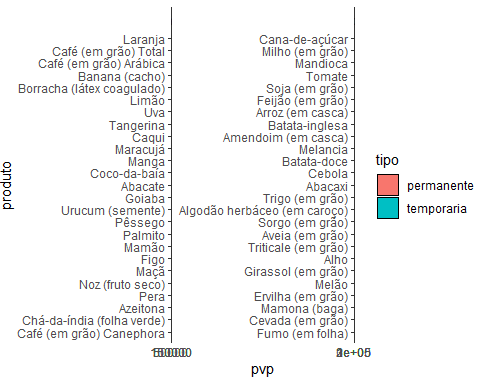 Laranja
Café (em grão) Total
Café (em grão) Arábica
Banana (cacho)
Borracha (látex coagulado)
Limão
Uva
Tangerina
Caqui
Maracujá
Manga
Coco-da-baía
Abacate
Goiaba
Urucum (semente)
Pêssego
Palmito
Mamão
Figo
Maçã
Noz (fruto seco)
Pera
Azeitona
Chá-da-índia (folha verde)
Café (em grão) Canephora
Cana-de-açúcar
Milho (em grão)
Mandioca
Tomate
Soja (em grão)
Feijão (em grão)
Arroz (em casca)
Batata-inglesa
Amendoim (em casca)
Melancia
Batata-doce
Cebola
Abacaxi
Trigo (em grão)
Algodão herbáceo (em caroço)
Sorgo (em grão)
Aveia (em grão)
Triticale (em grão)
Alho
Girassol (em grão)
Melão
Ervilha (em grão)
Mamona (baga)
Cevada (em grão)
Fumo (em folha)
produto
pvp
tipo
permanente
temporaria